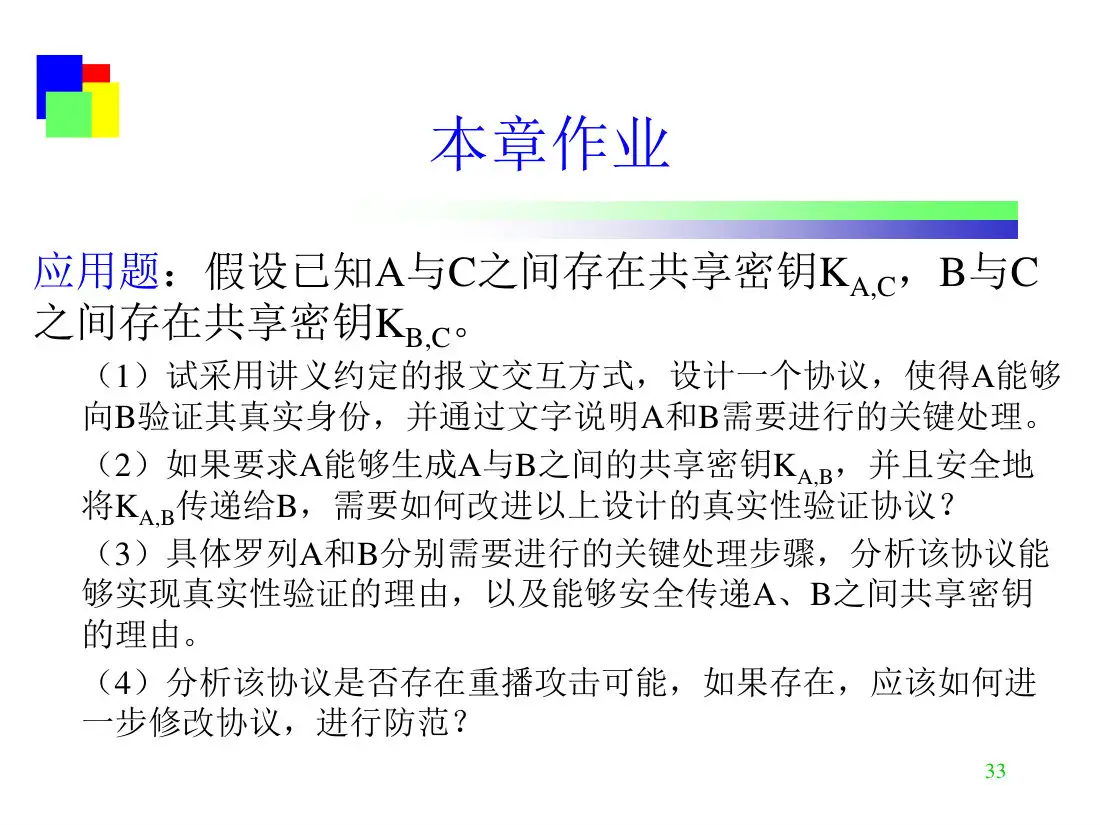 本章作业
应用题：假设已知A与C之间存在共享密钥K_A,C，B与C
之间存在共享密钥K_B,C。
（1）试采用讲义约定的报文交互方式，设计一个协议，使得A能够
向B验证其真实身份，并通过文字说明A和B需要进行的关键处理。
（2）如果要求A能够生成A与B之间的共享密钥K_A,B，并且安全地
将K_A,B传递给B，需要如何改进以上设计的真实性验证协议？
（3）具体罗列A和B分别需要进行的关键处理步骤，分析该协议能
够实现真实性验证的理由，以及能够安全传递A、B之间共享密钥
的理由。
（4）分析该协议是否存在重播攻击可能，如果存在，应该如何进
一步修改协议，进行防范？
33